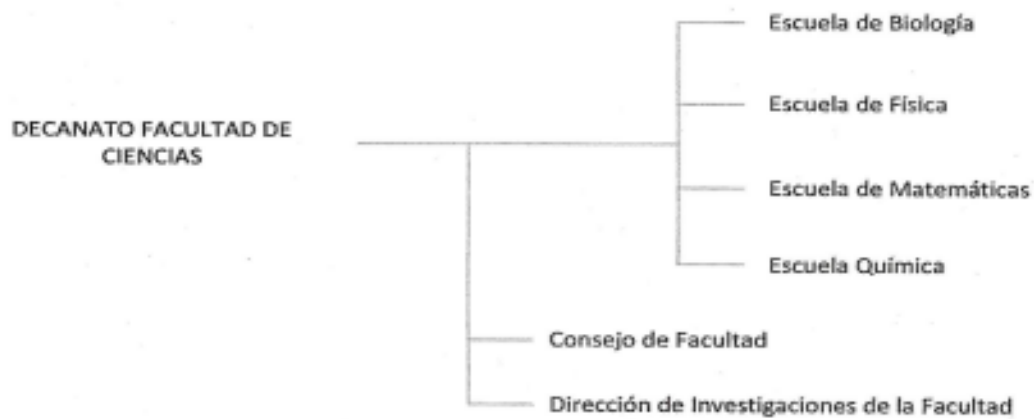 Escuela de Biología
Escuela de Física
DECANATO FACULTAD DE
CIENCIAS
Escuela de Matemáticas
Escuela Química
Consejo de Facultad
Dirección de Investigaciones de la Facultad